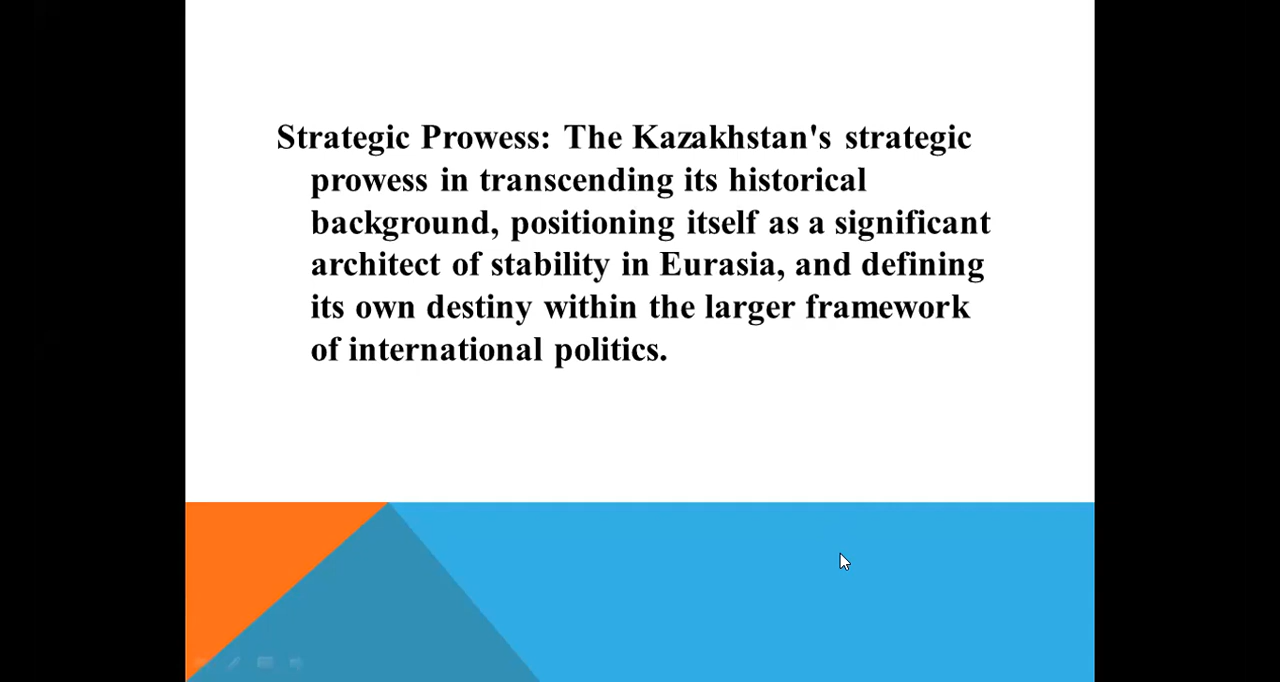 Strategic Prowess: The Kazakhstan's strategic
prowess in transcending its historical
background, positioning itself as a significant
architect of stability in Eurasia, and defining
its own destiny within the larger framework
of international politics.